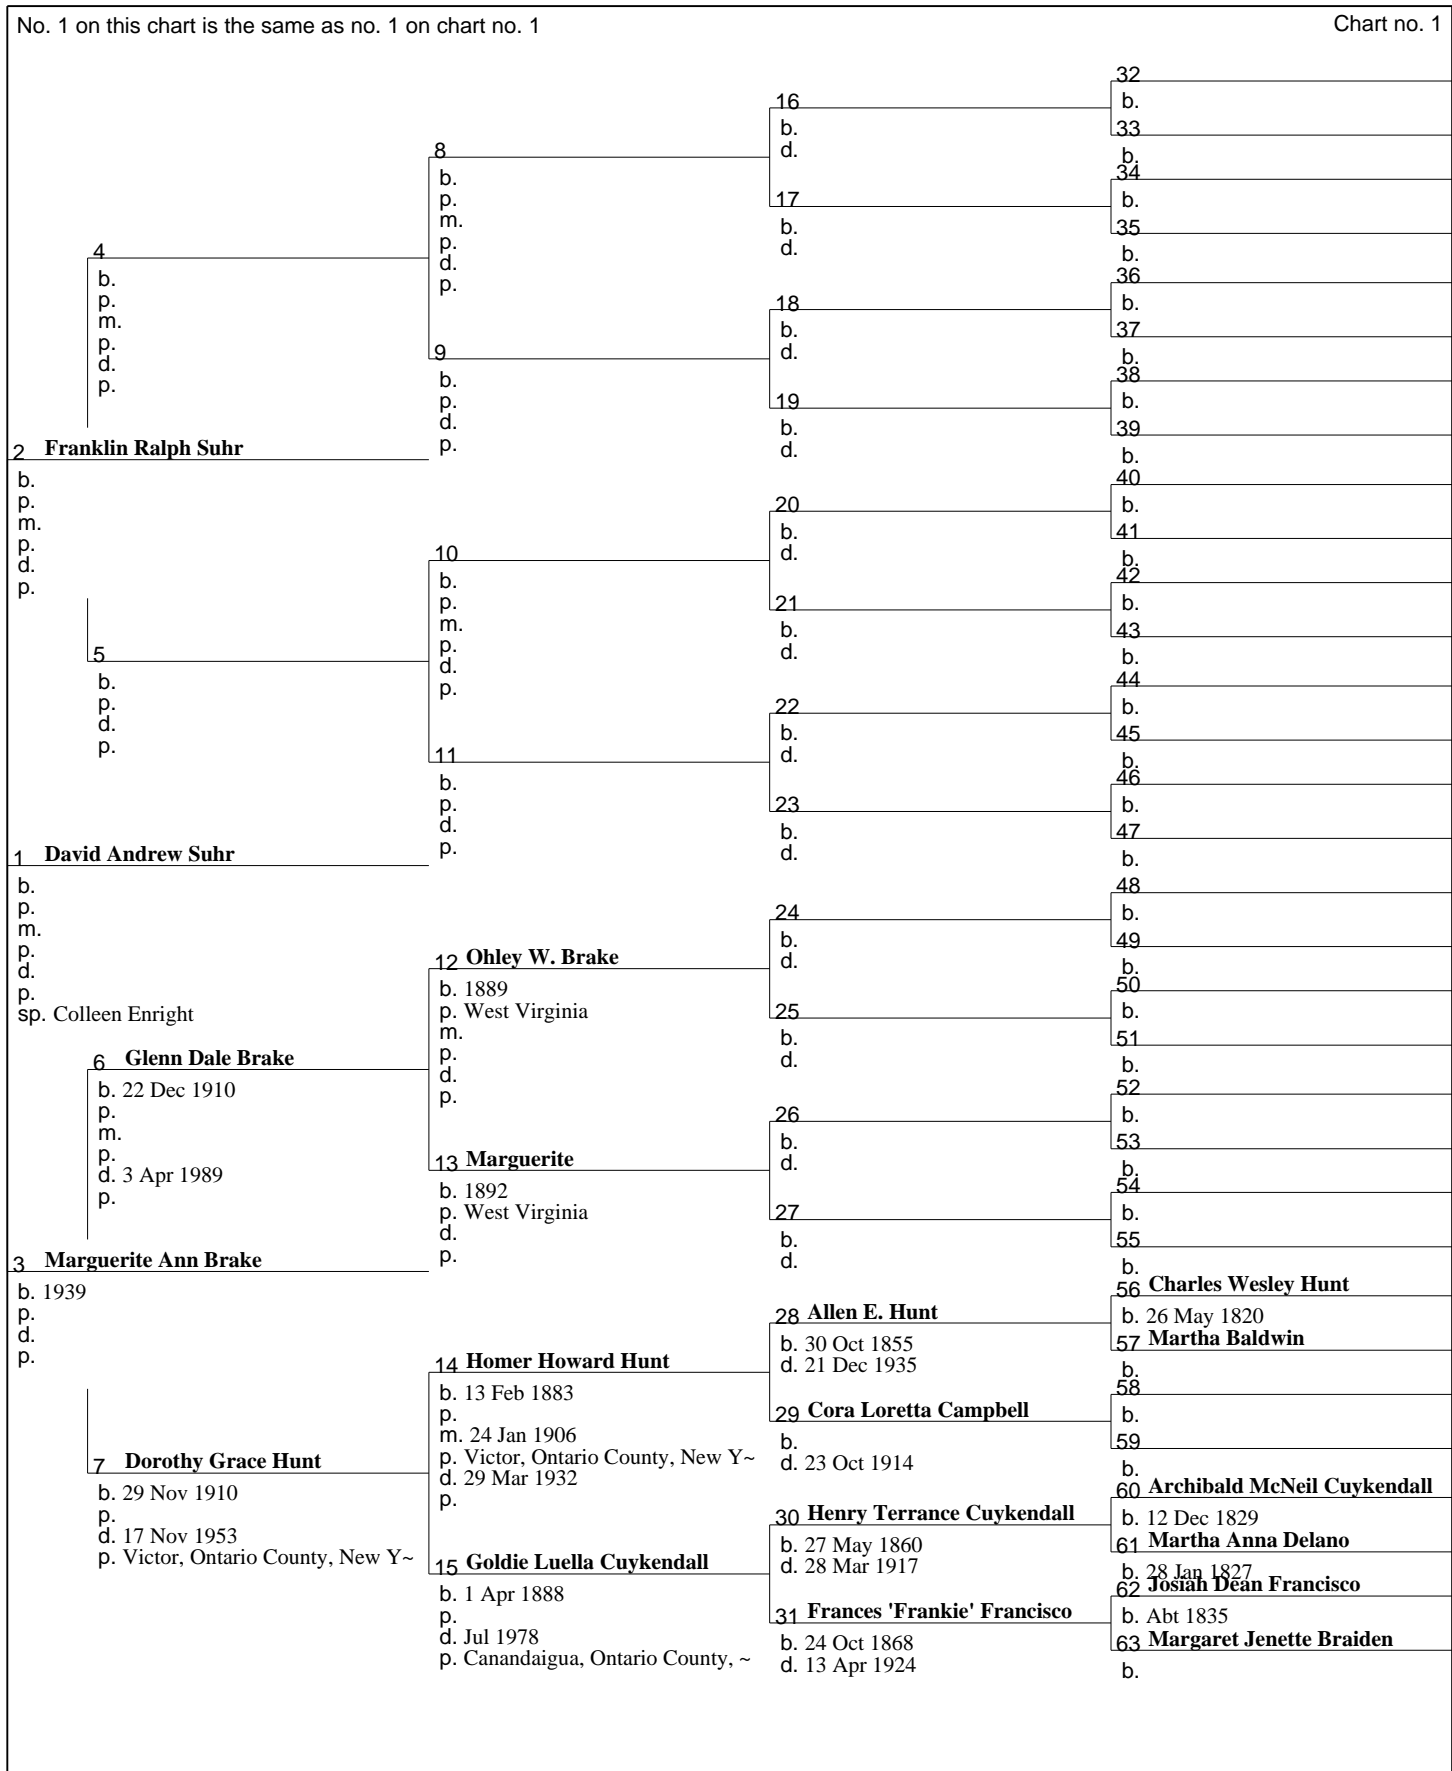 No. 1 on this chart is the same as no. 1 on chart no. 1
Chart no. 1
2 Franklin Ralph Suhr
b.
p.
m.
p.
d.
p.
1 David Andrew Suhr
b.
p.
m.
p.
d.
p.
sp. Colleen Enright
3 Marguerite Ann Brake
b. 1939
p.
d.
p.
4
b.
p.
m.
p.
d.
p.
5
b.
p.
d.
p.
6 Glenn Dale Brake
b. 22 Dec 1910
p.
m.
p.
d. 3 Apr 1989
p.
7 Dorothy Grace Hunt
b. 29 Nov 1910
p.
d. 17 Nov 1953
p. Victor, Ontario County, New Y~
8
b.
p.
m.
p.
d.
p.
9
b.
p.
d.
p.
10
b.
p.
m.
p.
d.
p.
11
b.
p.
d.
p.
12 Ohley W. Brake
b. 1889
p. West Virginia
m.
p.
d.
p.
13 Marguerite
b. 1892
p. West Virginia
d.
p.
14 Homer Howard Hunt
b. 13 Feb 1883
p.
m. 24 Jan 1906
p. Victor, Ontario County, New Y~
d. 29 Mar 1932
p.
15 Goldie Luella Cuykendall
b. 1 Apr 1888
p.
d. Jul 1978
p. Canandaigua, Ontario County, ~
16
b.
d.
17
b.
d.
18
b.
d.
19
b.
d.
20
b.
d.
21
b.
d.
22
b.
d.
23
b.
d.
24
b.
d.
25
b.
d.
26
b.
d.
27
b.
d.
28 Allen E. Hunt
b. 30 Oct 1855
d. 21 Dec 1935
29 Cora Loretta Campbell
b.
d. 23 Oct 1914
30 Henry Terrance Cuykendall
b. 27 May 1860
d. 28 Mar 1917
31 Frances 'Frankie' Francisco
b. 24 Oct 1868
d. 13 Apr 1924
32
b.
33
b.
34
b.
35
b.
36
b.
37
b.
38
b.
39
b.
40
b.
41
b.
42
b.
43
b.
44
b.
45
b.
46
b.
47
b.
48
b.
49
b.
50
b.
51
b.
52
b.
53
b.
54
b.
55
b.
56 Charles Wesley Hunt
b. 26 May 1820
57 Martha Baldwin
b.
58
b.
59
b.
60 Archibald McNeil Cuykendall
b. 12 Dec 1829
61 Martha Anna Delano
b. 28 Jan 1827
62 Josiah Dean Francisco
b. Abt 1835
63 Margaret Jenette Braiden
b.